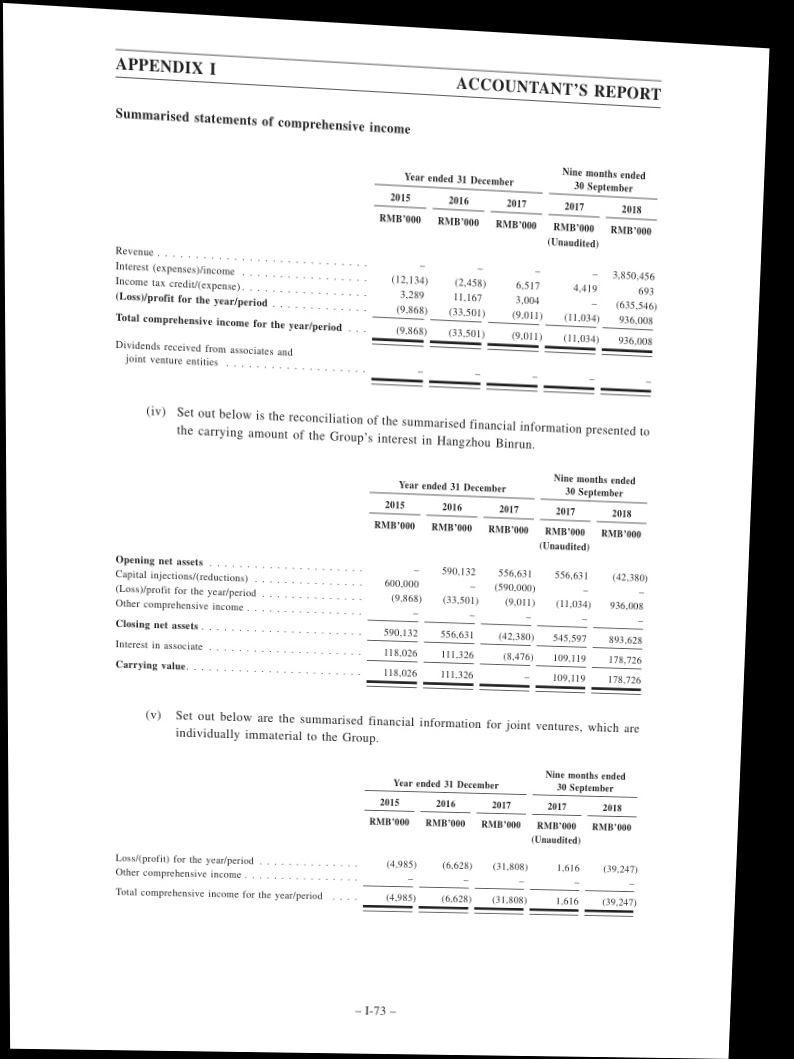 APPENDIX I ACCOUNTANT'S REPORT
Summarised statements of comprehensive income
Year ended 31 December Nine months ended 30 September
2015 2016 2017 2017 2018
RMB'000 RMB'000 RMB'000 RMB'000 RMB'000
(Unaudited)
Revenue . . . . . . . . . . . . . . . . . . . . . . . . . . . – – – – 3,850,456
Interest (expenses)/income . . . . . . . . . . . . . . . . (12,134) (2,458) 6,517 4,419 693
Income tax credit/(expense) . . . . . . . . . . . . . . . . 3,289 11,167 3,004 – (635,546)
(Loss)/profit for the year/period . . . . . . . . . . . . (9,868) (33,501) (9,011) (11,034) 936,008
Total comprehensive income for the year/period . . . (9,868) (33,501) (9,011) (11,034) 936,008
Dividends received from associates and
joint venture entities . . . . . . . . . . . . . . . . . . . – – – – –
(iv) Set out below is the reconciliation of the summarised financial information presented to
the carrying amount of the Group's interest in Hangzhou Binrun.
Year ended 31 December Nine months ended 30 September
2015 2016 2017 2017 2018
RMB'000 RMB'000 RMB'000 RMB'000 RMB'000
(Unaudited)
Opening net assets . . . . . . . . . . . . . . . . . . . . . – 590,132 556,631 556,631 (42,380)
Capital injections/(reductions) . . . . . . . . . . . . . . . 600,000 – (590,000) – –
(Loss)/profit for the year/period . . . . . . . . . . . . . . (9,868) (33,501) (9,011) (11,034) 936,008
Other comprehensive income . . . . . . . . . . . . . . . . – – – – –
Closing net assets . . . . . . . . . . . . . . . . . . . . . . 590,132 556,631 (42,380) 545,597 893,628
Interest in associate . . . . . . . . . . . . . . . . . . . . . 118,026 111,326 (8,476) 109,119 178,726
Carrying value . . . . . . . . . . . . . . . . . . . . . . . . 118,026 111,326 – 109,119 178,726
(v) Set out below are the summarised financial information for joint ventures, which are
individually immaterial to the Group.
Year ended 31 December Nine months ended 30 September
2015 2016 2017 2017 2018
RMB'000 RMB'000 RMB'000 RMB'000 RMB'000
(Unaudited)
Loss/(profit) for the year/period . . . . . . . . . . . . . . (4,985) (6,628) (31,808) 1,616 (39,247)
Other comprehensive income . . . . . . . . . . . . . . . . – – – – –
Total comprehensive income for the year/period . . . . (4,985) (6,628) (31,808) 1,616 (39,247)
– I-73 –